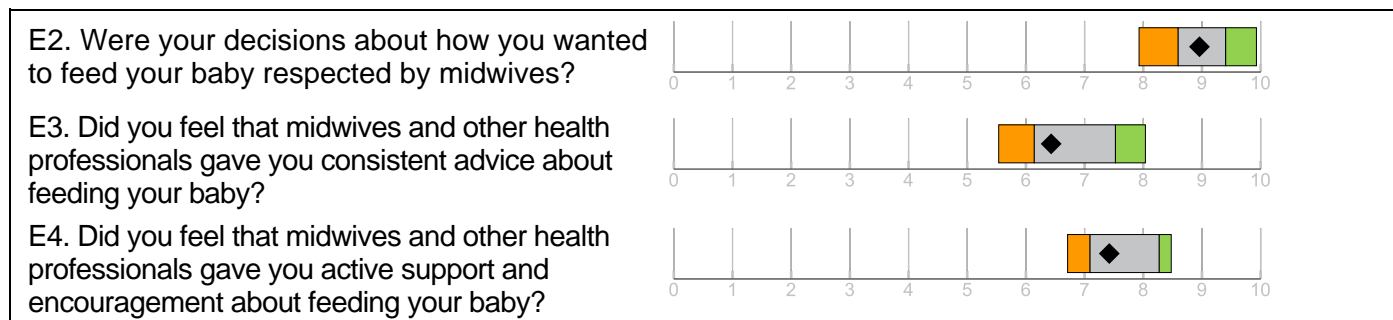 E2. Were your decisions about how you wanted
to feed your baby respected by midwives?
0 1 2 3 4 5 6 7 8 9 10
E3. Did you feel that midwives and other health
professionals gave you consistent advice about
feeding your baby?
0 1 2 3 4 5 6 7 8 9 10
E4. Did you feel that midwives and other health
professionals gave you active support and
encouragement about feeding your baby?
0 1 2 3 4 5 6 7 8 9 10